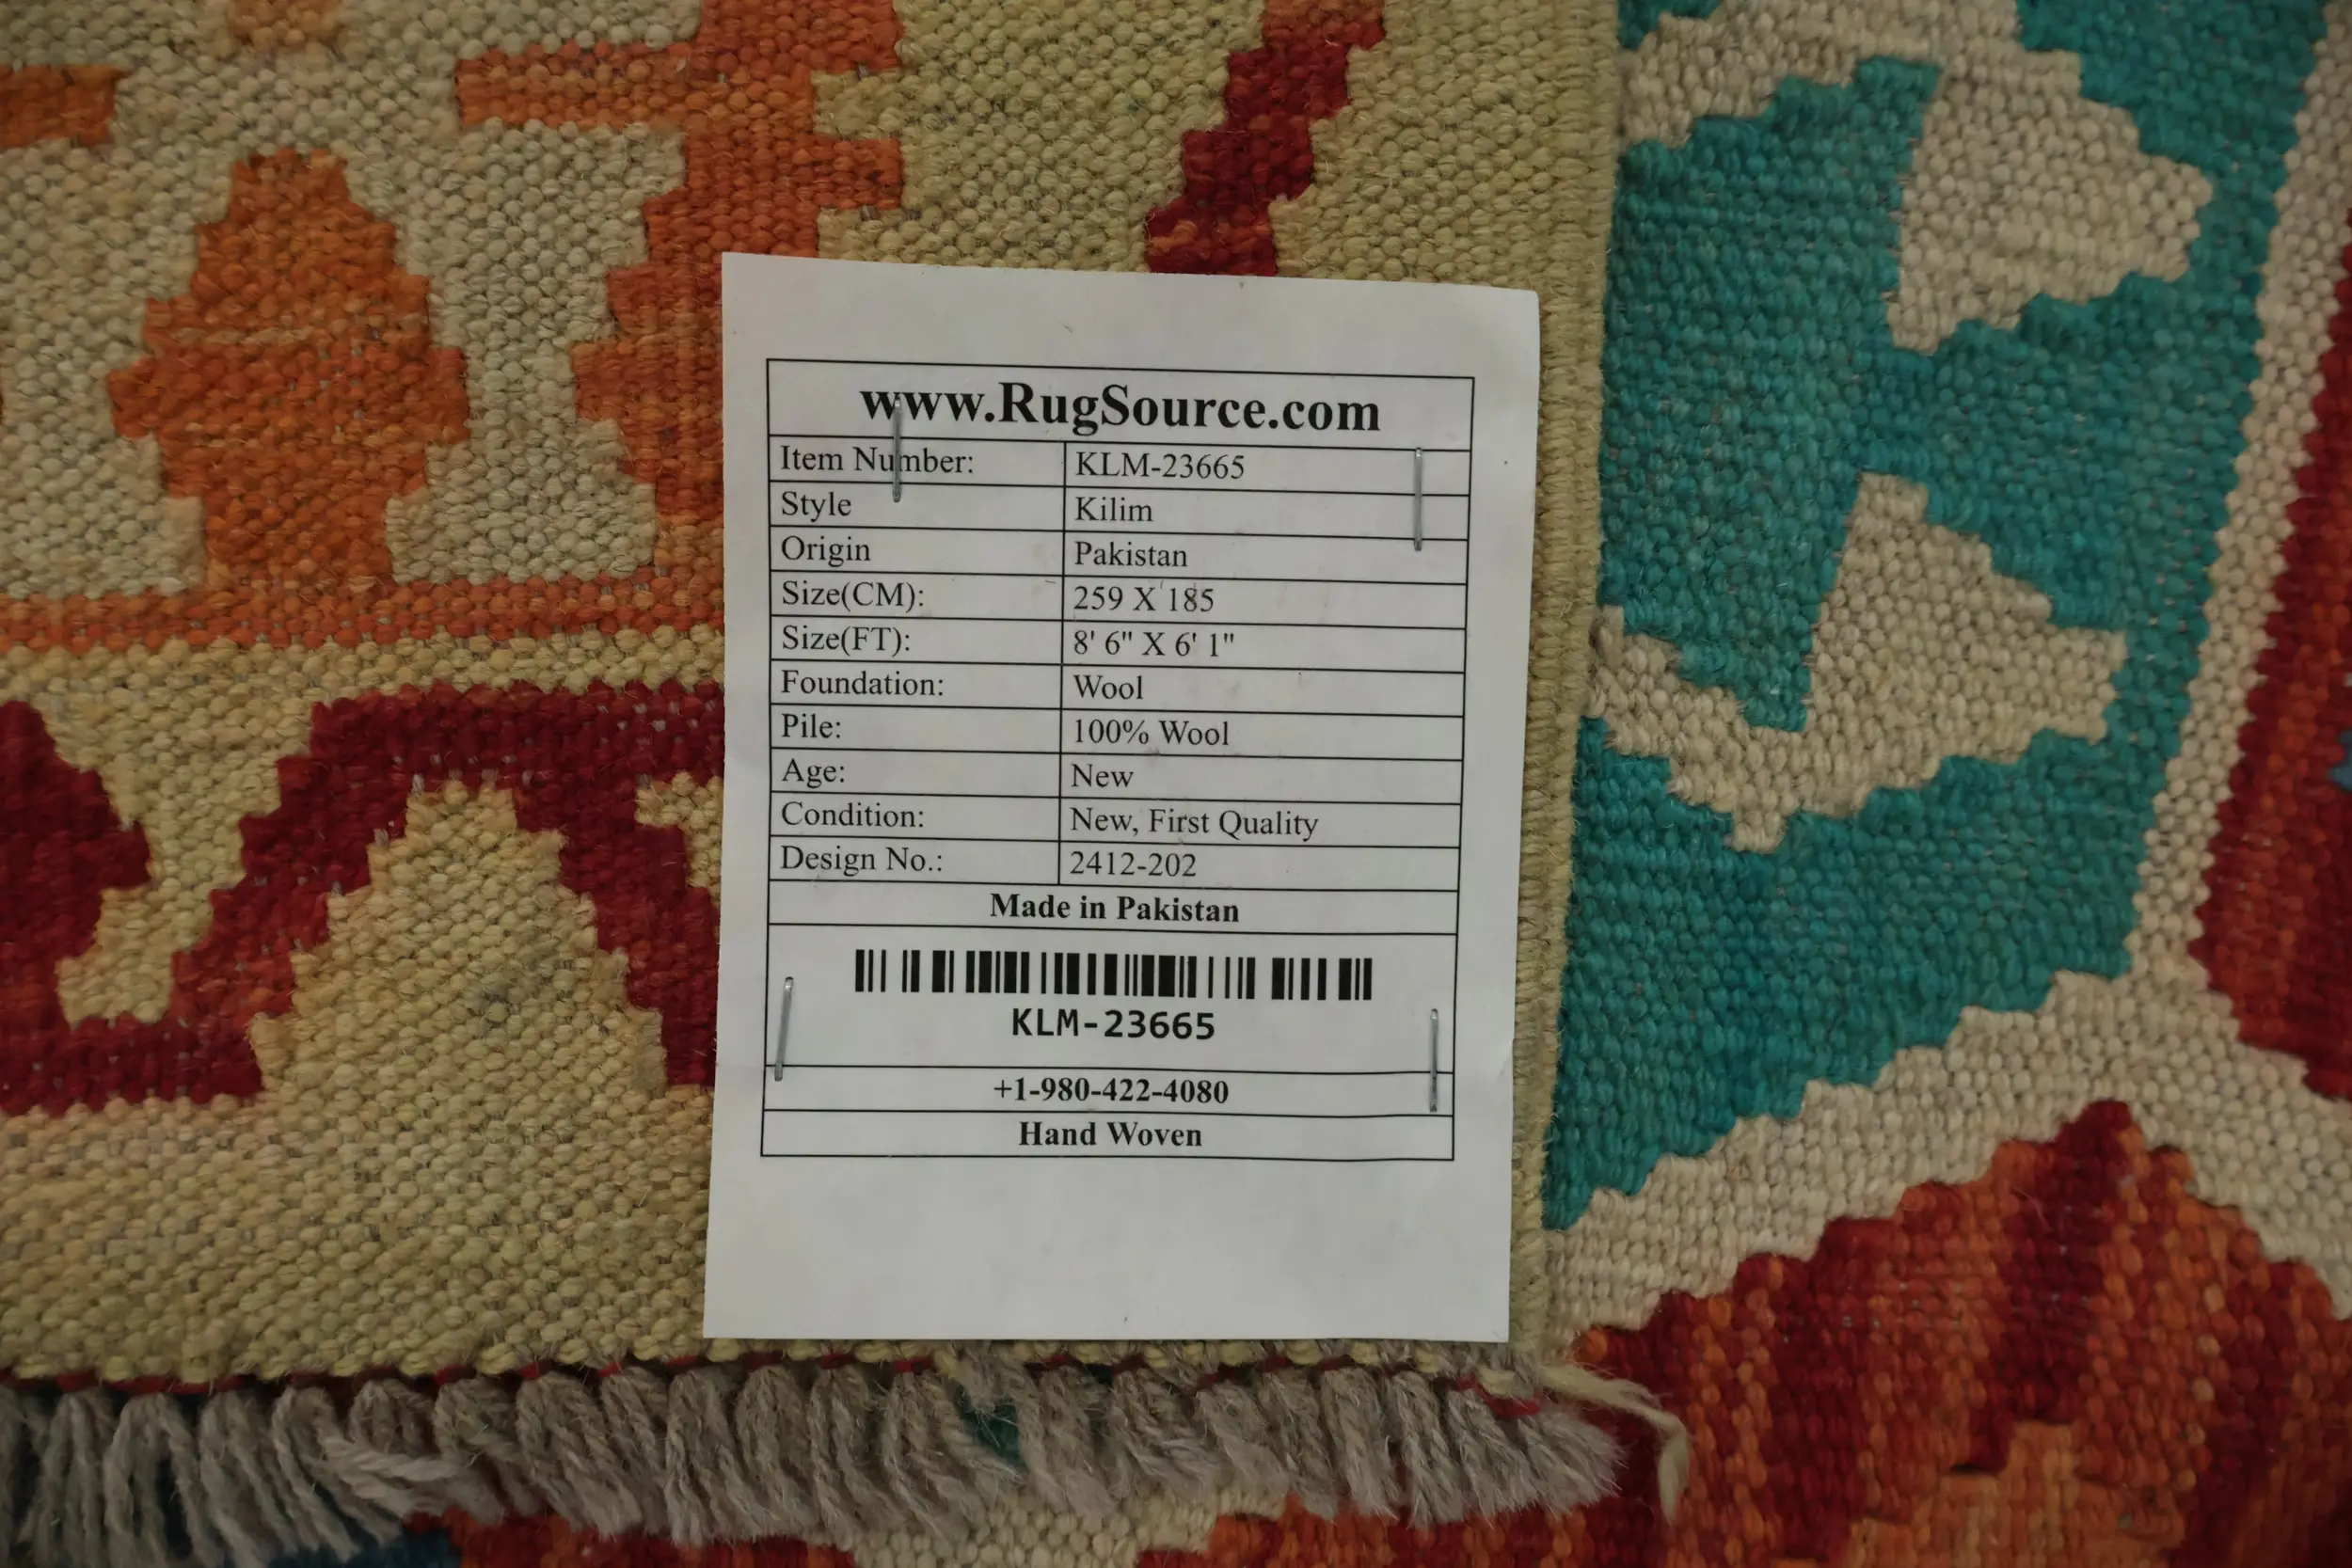 www.RugSource.com
Item Number: KLM-23665
Style Kilim
Origin Pakistan
Size(CM): 259 X 185
Size(FT): 8' 6" X 6' 1"
Foundation: Wool
Pile: 100% Wool
Age: New
Condition: New, First Quality
Design No.: 2412-202
Made in Pakistan
KLM-23665
+1-980-422-4080
Hand Woven